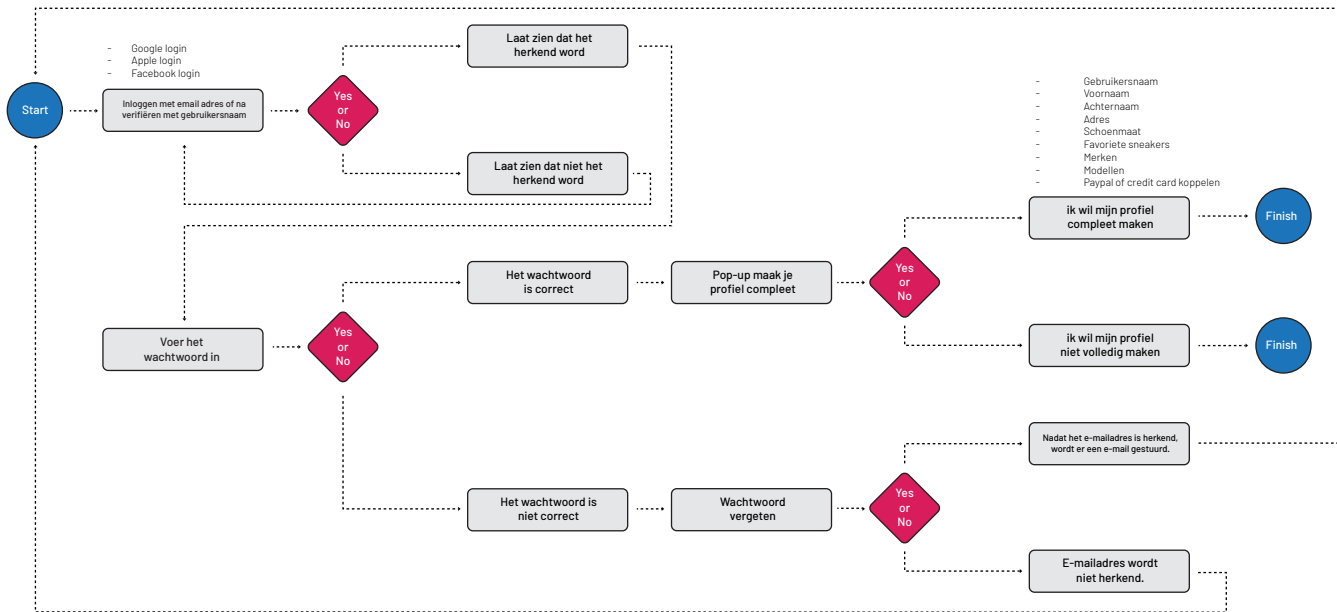 Laat zien dat het
herkend word
- Google login
- Apple login
- Facebook login
Start
Inloggen met email adres of na
verifiëren met gebruikersnaam
Yes
or
No
Laat zien dat niet het
herkend word
- Gebruikersnaam
- Voornaam
- Achternaam
- Adres
- Schoenmaat
- Favoriete sneakers
- Merken
- Modellen
- Paypal of credit card koppelen
ik wil mijn profiel
compleet maken
Finish
Het wachtwoord
is correct
Pop-up maak je
profiel compleet
Yes
or
No
Voer het
wachtwoord in
Yes
or
No
ik wil mijn profiel
niet volledig maken
Finish
Nadat het e-mailadres is herkend,
wordt er een e-mail gestuurd.
Het wachtwoord is
niet correct
Wachtwoord
vergeten
Yes
or
No
E-mailadres wordt
niet herkend.